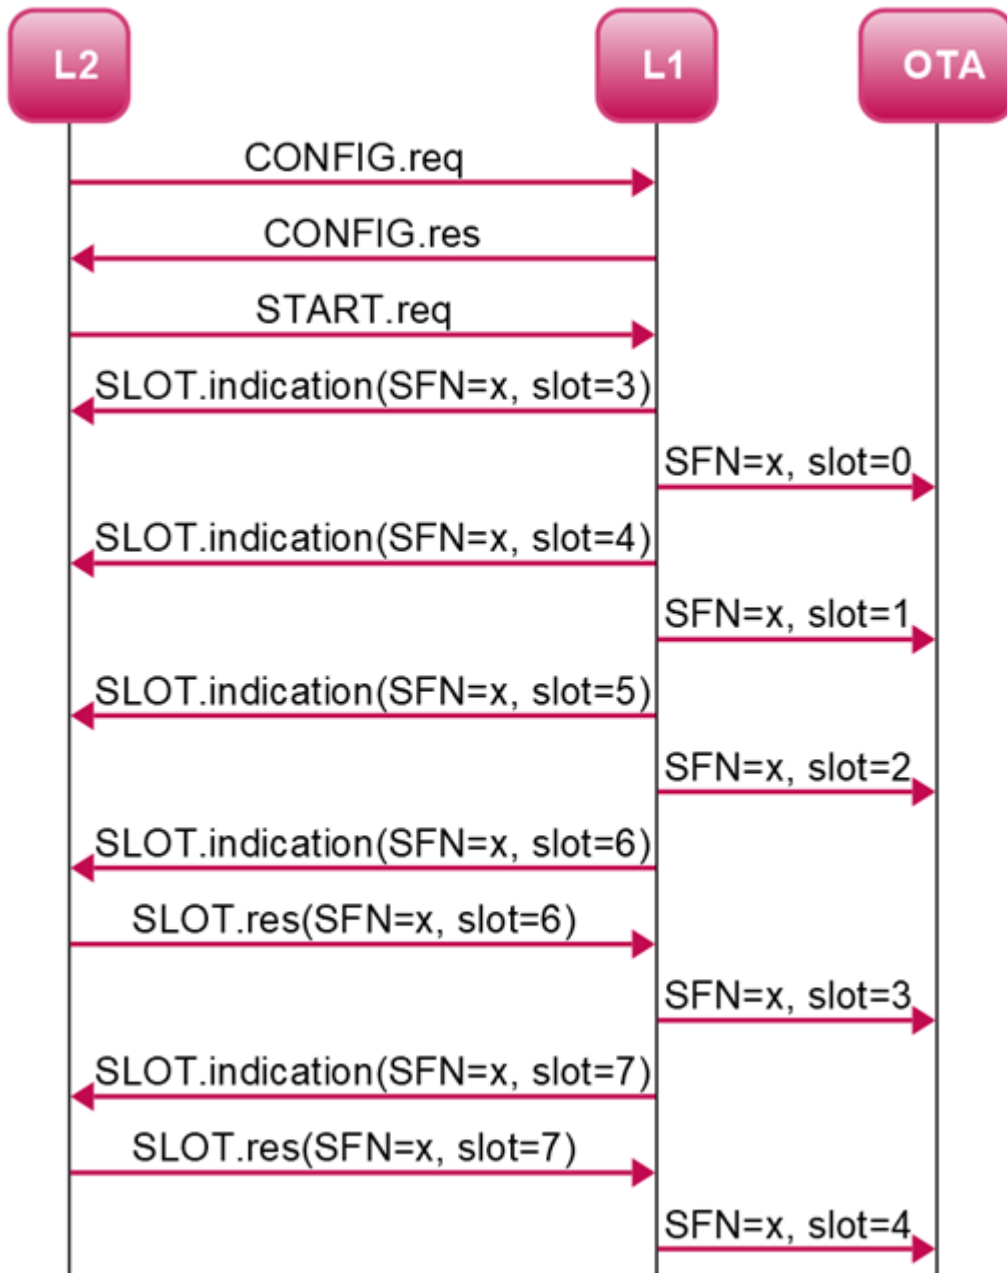 L2
L1
OTA
CONFIG.req
CONFIG.res
START.req
SLOT.indication(SFN=x, slot=3)
SFN=x, slot=0
SLOT.indication(SFN=x, slot=4)
SFN=x, slot=1
SLOT.indication(SFN=x, slot=5)
SFN=x, slot=2
SLOT.indication(SFN=x, slot=6)
SLOT.res(SFN=x, slot=6)
SFN=x, slot=3
SLOT.indication(SFN=x, slot=7)
SLOT.res(SFN=x, slot=7)
SFN=x, slot=4